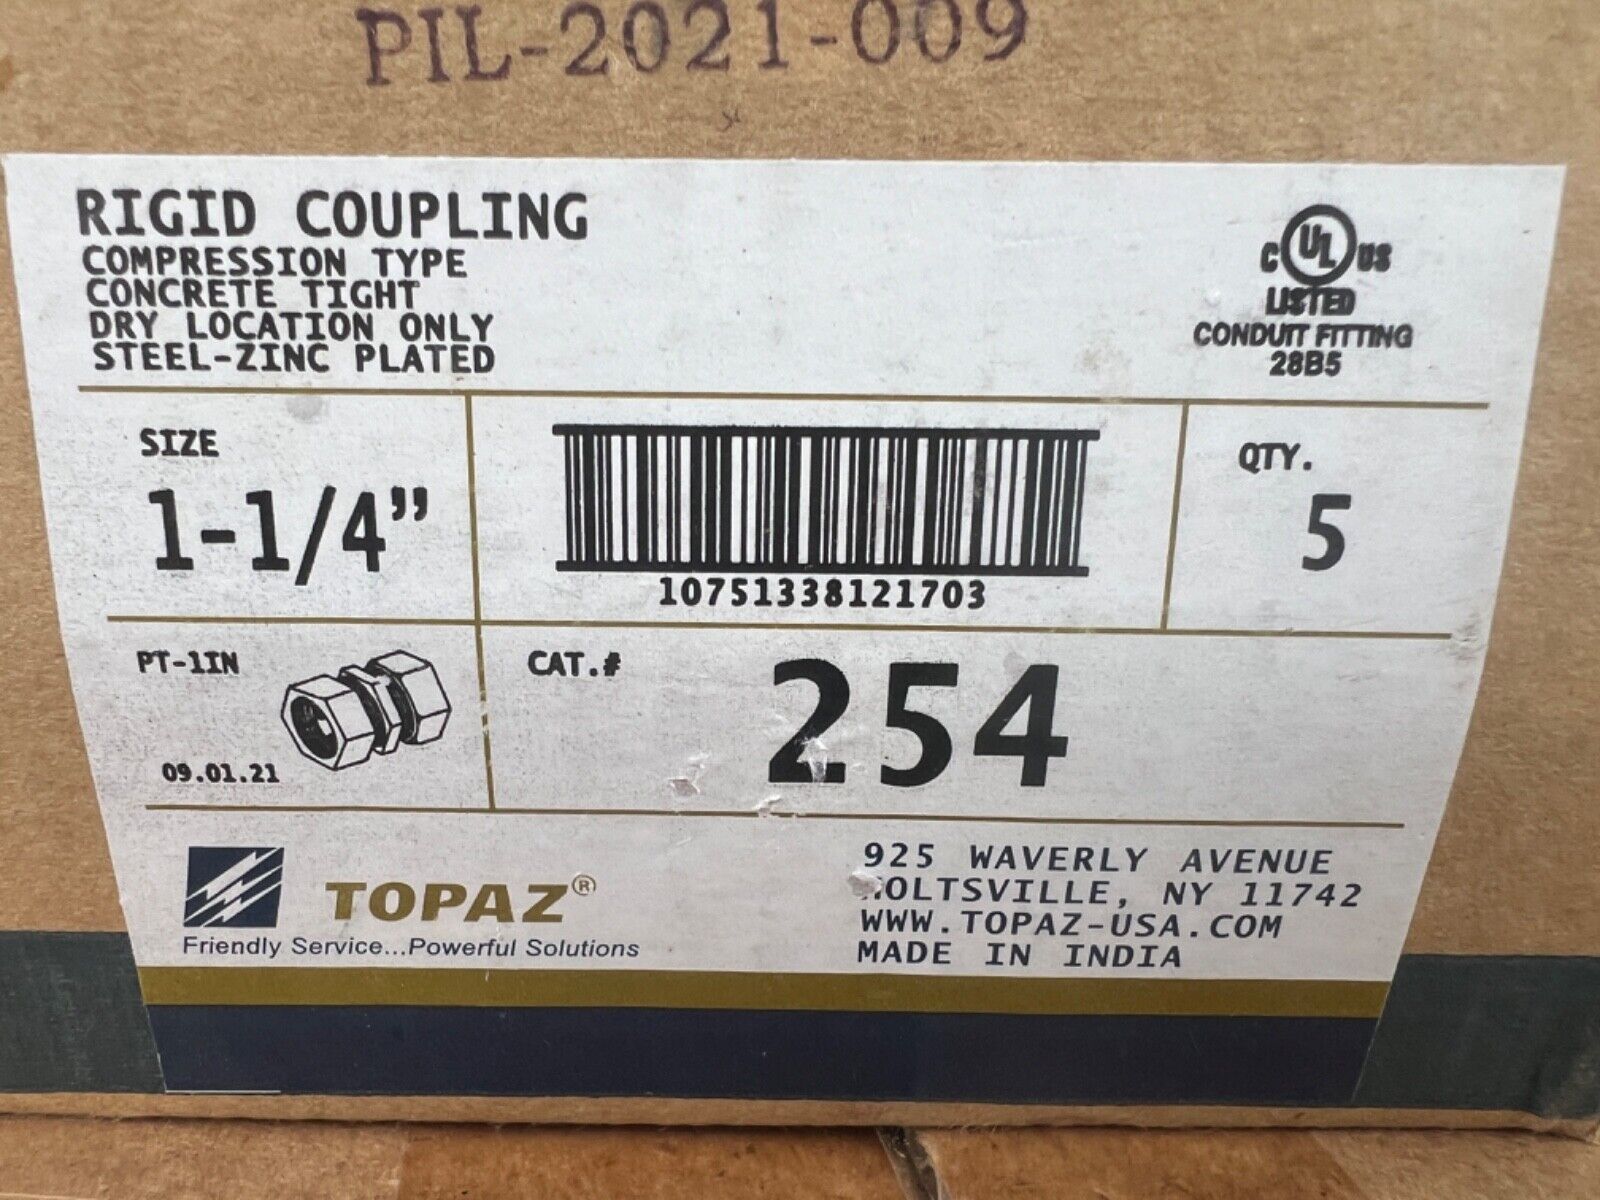 PIL-2021-009
RIGID COUPLING
COMPRESSION TYPE
CONCRETE TIGHT
DRY LOCATION ONLY
STEEL-ZINC PLATED
C UL US
LISTED
CONDUIT FITTING
28B5
SIZE
1-1/4”
10751338121703
QTY.
5
PT-1IN
09.01.21
CAT.#
254
TOPAZ®
Friendly Service...Powerful Solutions
925 WAVERLY AVENUE
HOLTSVILLE, NY 11742
WWW.TOPAZ-USA.COM
MADE IN INDIA